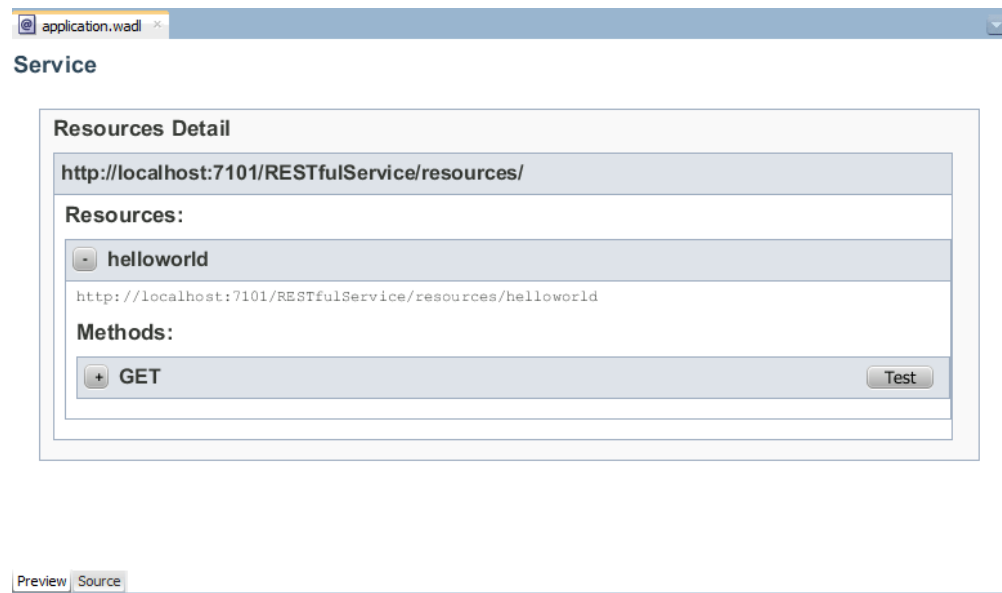 application.wadl
Service
Resources Detail
http://localhost:7101/RESTfulService/resources/
Resources:
- helloworld
http://localhost:7101/RESTfulService/resources/helloworld
Methods:
+ GET Test
Preview Source